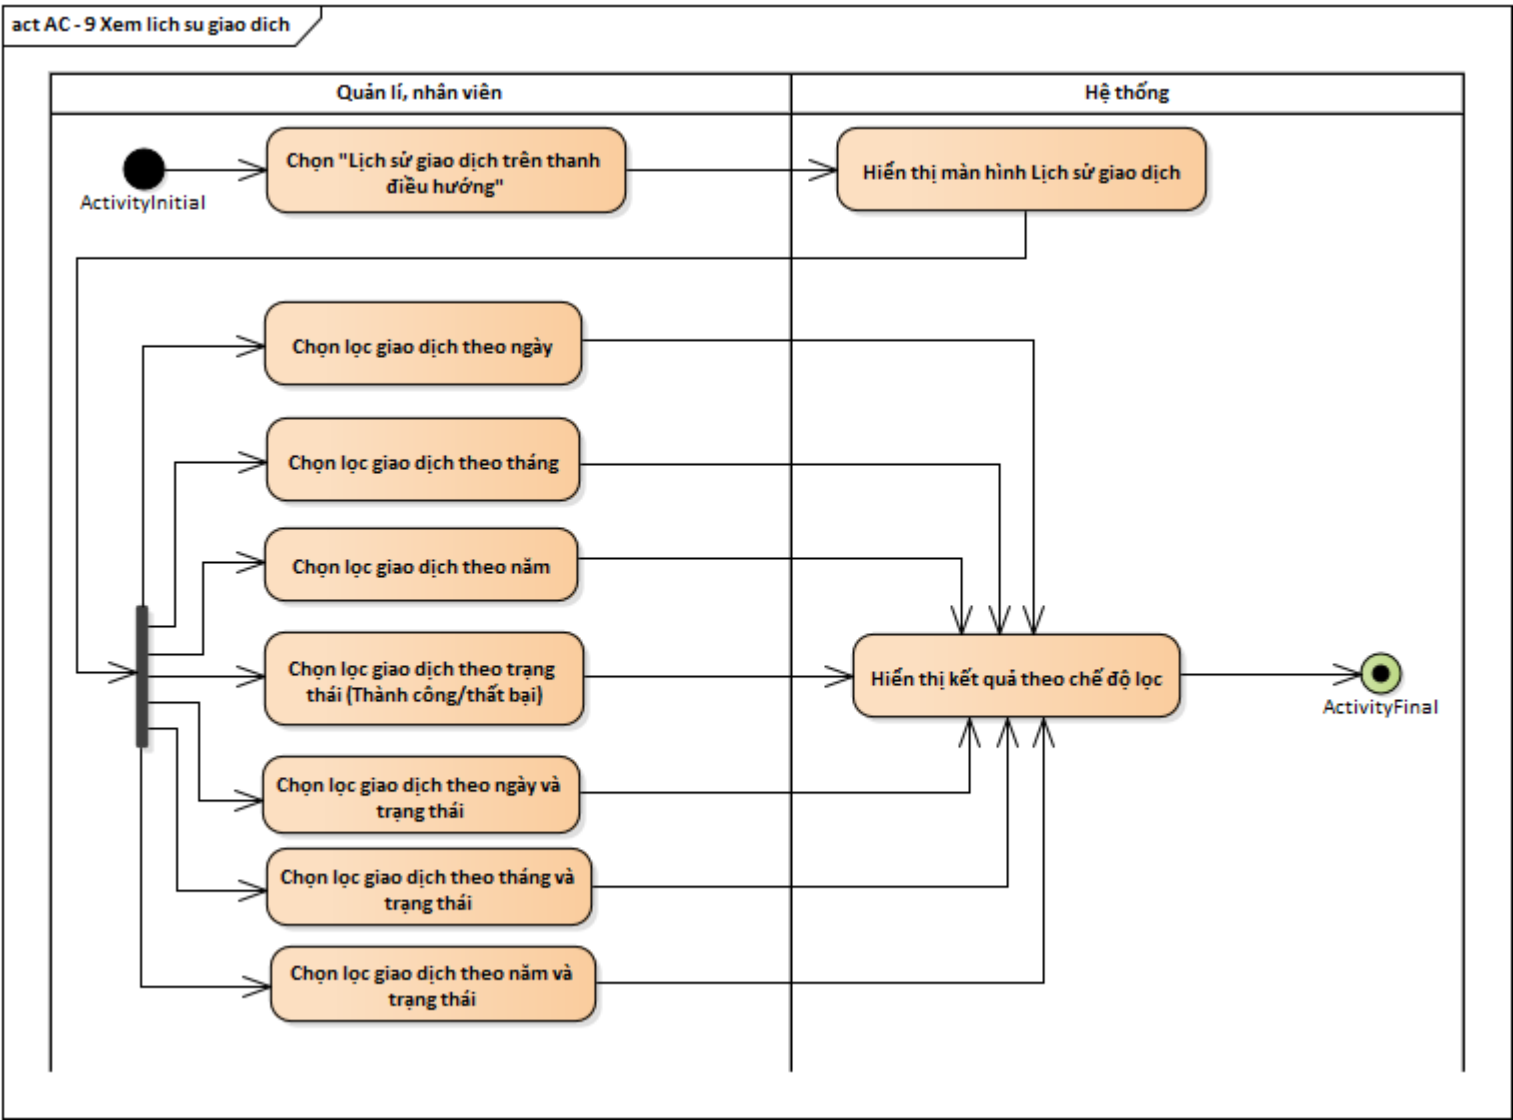 act AC - 9 Xem lich su giao dich
Quản lí, nhân viên
Hệ thống
ActivityInitial
Chọn "Lịch sử giao dịch trên thanh
điều hướng"
Hiển thị màn hình Lịch sử giao dịch
Chọn lọc giao dịch theo ngày
Chọn lọc giao dịch theo tháng
Chọn lọc giao dịch theo năm
Chọn lọc giao dịch theo trạng
thái (Thành công/thất bại)
Hiển thị kết quả theo chế độ lọc
ActivityFinal
Chọn lọc giao dịch theo ngày và
trạng thái
Chọn lọc giao dịch theo tháng và
trạng thái
Chọn lọc giao dịch theo năm và
trạng thái